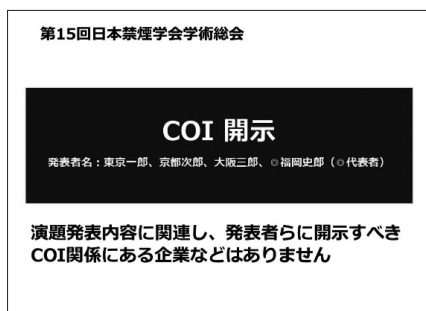 第15回日本禁煙学会学術総会
COI 開示
発表者名：東京一郎、京都次郎、大阪三郎、◎福岡史郎（◎代表者）
演題発表内容に関連し、発表者らに開示すべき
COI関係にある企業などはありません